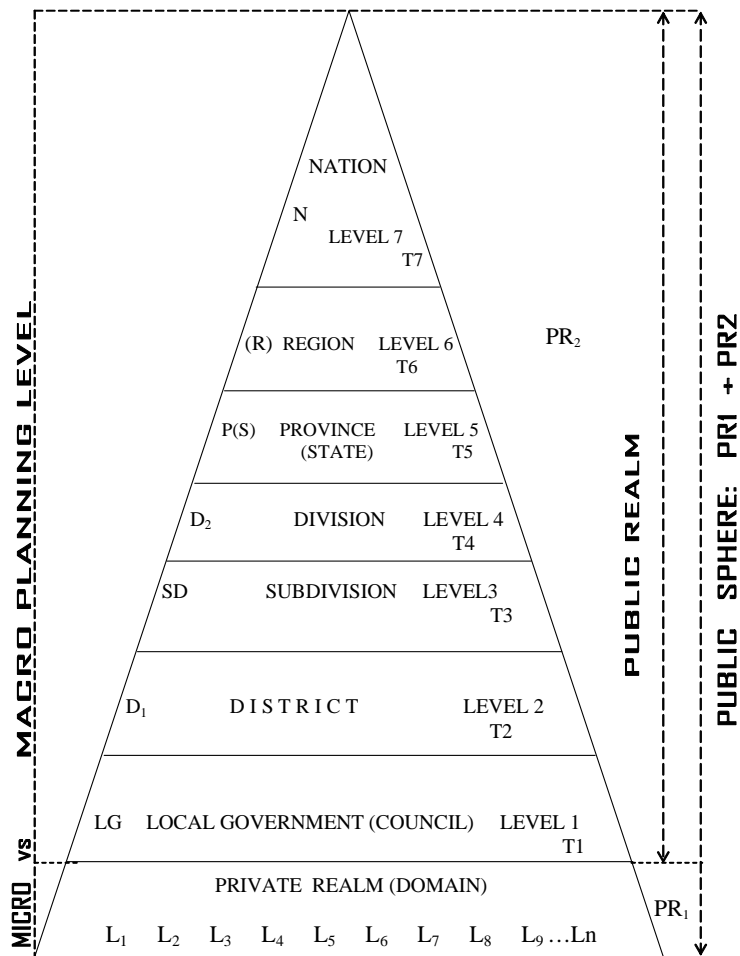 NATION
N
LEVEL 7
T7
(R) REGION LEVEL 6
T6
PR₂
P(S) PROVINCE LEVEL 5
(STATE) T5
D₂ DIVISION LEVEL 4
T4
SD SUBDIVISION LEVEL3
T3
D₁ D I S T R I C T LEVEL 2
T2
LG LOCAL GOVERNMENT (COUNCIL) LEVEL 1
T1
PRIVATE REALM (DOMAIN)
PR₁
L₁ L₂ L₃ L₄ L₅ L₆ L₇ L₈ L₉ …Ln
MICRO vs MACRO PLANNING LEVEL
PUBLIC REALM
PUBLIC SPHERE: PR1 + PR2